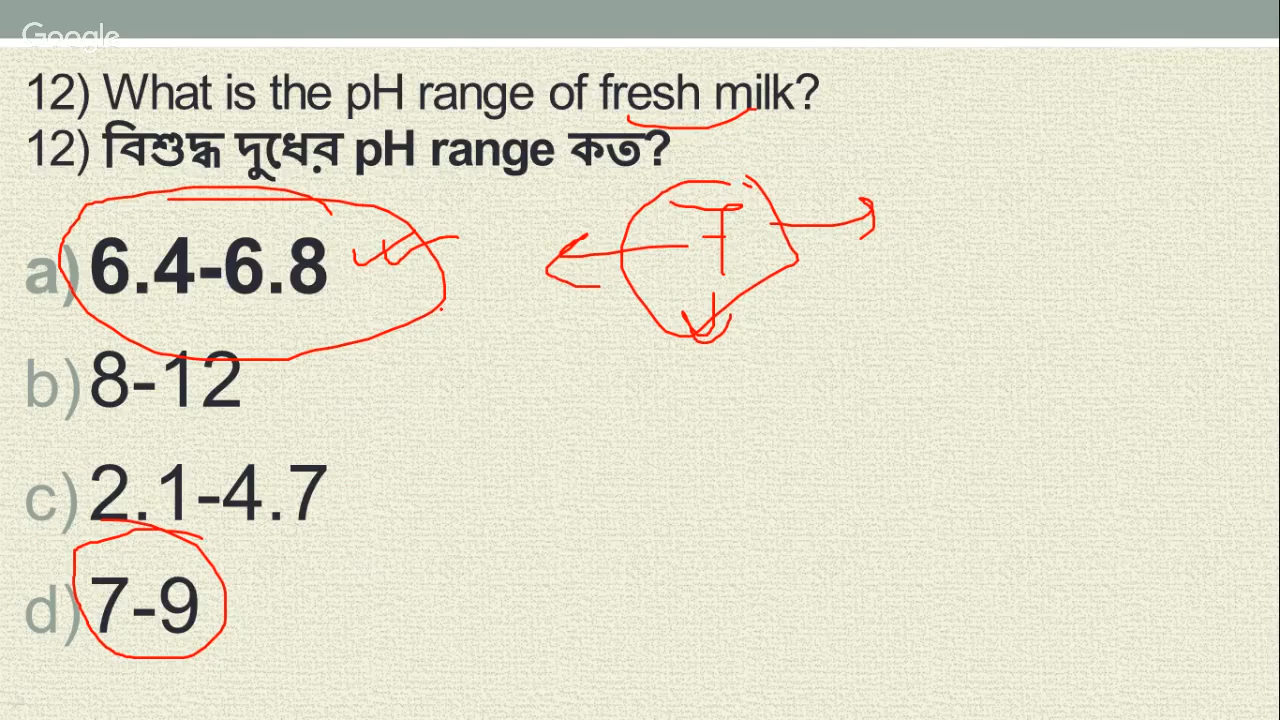 Google
12) What is the pH range of fresh milk?
12) বিশুদ্ধ দুধের pH range কত?
7
a) 6.4-6.8
b) 8-12
c) 2.1-4.7
d) 7-9